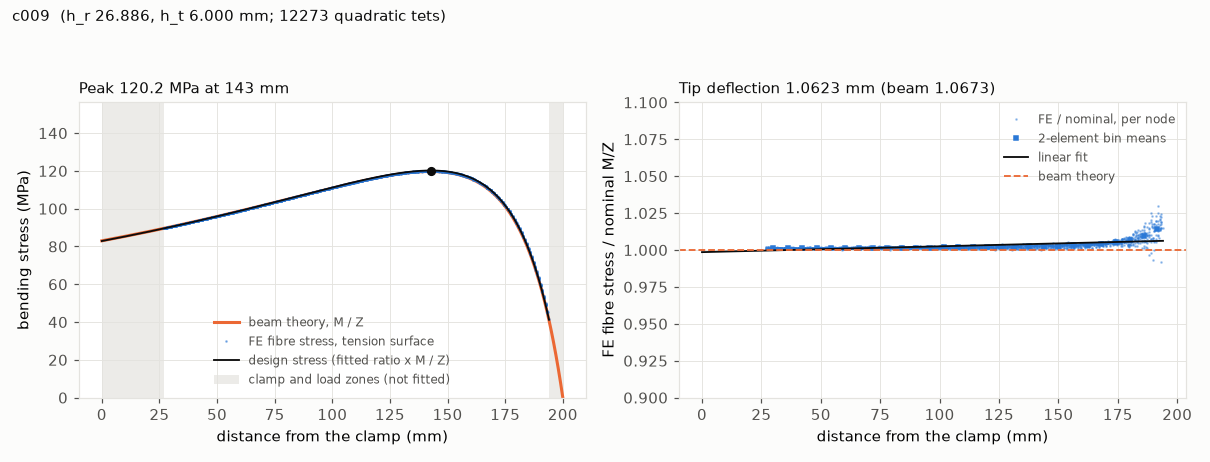 c009  (h_r 26.886, h_t 6.000 mm; 12273 quadratic tets)
Peak 120.2 MPa at 143 mm
bending stress (MPa)
140
120
100
80
60
40
20
0
beam theory, M / Z
FE fibre stress, tension surface
design stress (fitted ratio x M / Z)
clamp and load zones (not fitted)
0 25 50 75 100 125 150 175 200
distance from the clamp (mm)
Tip deflection 1.0623 mm (beam 1.0673)
FE fibre stress / nominal M/Z
1.100
1.075
1.050
1.025
1.000
0.975
0.950
0.925
0.900
FE / nominal, per node
2-element bin means
linear fit
beam theory
0 25 50 75 100 125 150 175 200
distance from the clamp (mm)